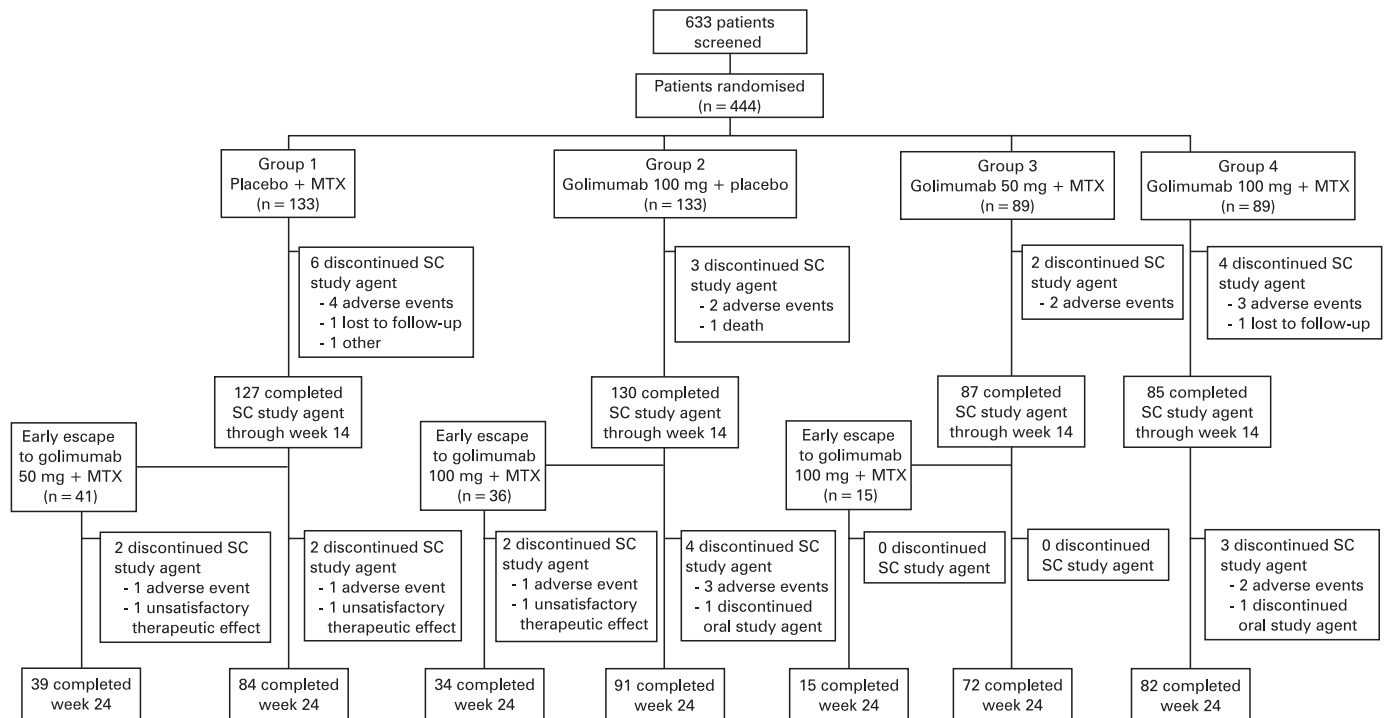 633 patients
screened
Patients randomised
(n = 444)
Group 1
Placebo + MTX
(n = 133)
Group 2
Golimumab 100 mg + placebo
(n = 133)
Group 3
Golimumab 50 mg + MTX
(n = 89)
Group 4
Golimumab 100 mg + MTX
(n = 89)
6 discontinued SC
study agent
- 4 adverse events
- 1 lost to follow-up
- 1 other
3 discontinued SC
study agent
- 2 adverse events
- 1 death
2 discontinued SC
study agent
- 2 adverse events
4 discontinued SC
study agent
- 3 adverse events
- 1 lost to follow-up
127 completed
SC study agent
through week 14
130 completed
SC study agent
through week 14
87 completed
SC study agent
through week 14
85 completed
SC study agent
through week 14
Early escape
to golimumab
50 mg + MTX
(n = 41)
Early escape
to golimumab
100 mg + MTX
(n = 36)
Early escape
to golimumab
100 mg + MTX
(n = 15)
2 discontinued SC
study agent
- 1 adverse event
- 1 unsatisfactory
therapeutic effect
2 discontinued SC
study agent
- 1 adverse event
- 1 unsatisfactory
therapeutic effect
2 discontinued SC
study agent
- 1 adverse event
- 1 unsatisfactory
therapeutic effect
4 discontinued SC
study agent
- 3 adverse events
- 1 discontinued
oral study agent
0 discontinued
SC study agent
0 discontinued
SC study agent
3 discontinued SC
study agent
- 2 adverse events
- 1 discontinued
oral study agent
39 completed
week 24
84 completed
week 24
34 completed
week 24
91 completed
week 24
15 completed
week 24
72 completed
week 24
82 completed
week 24